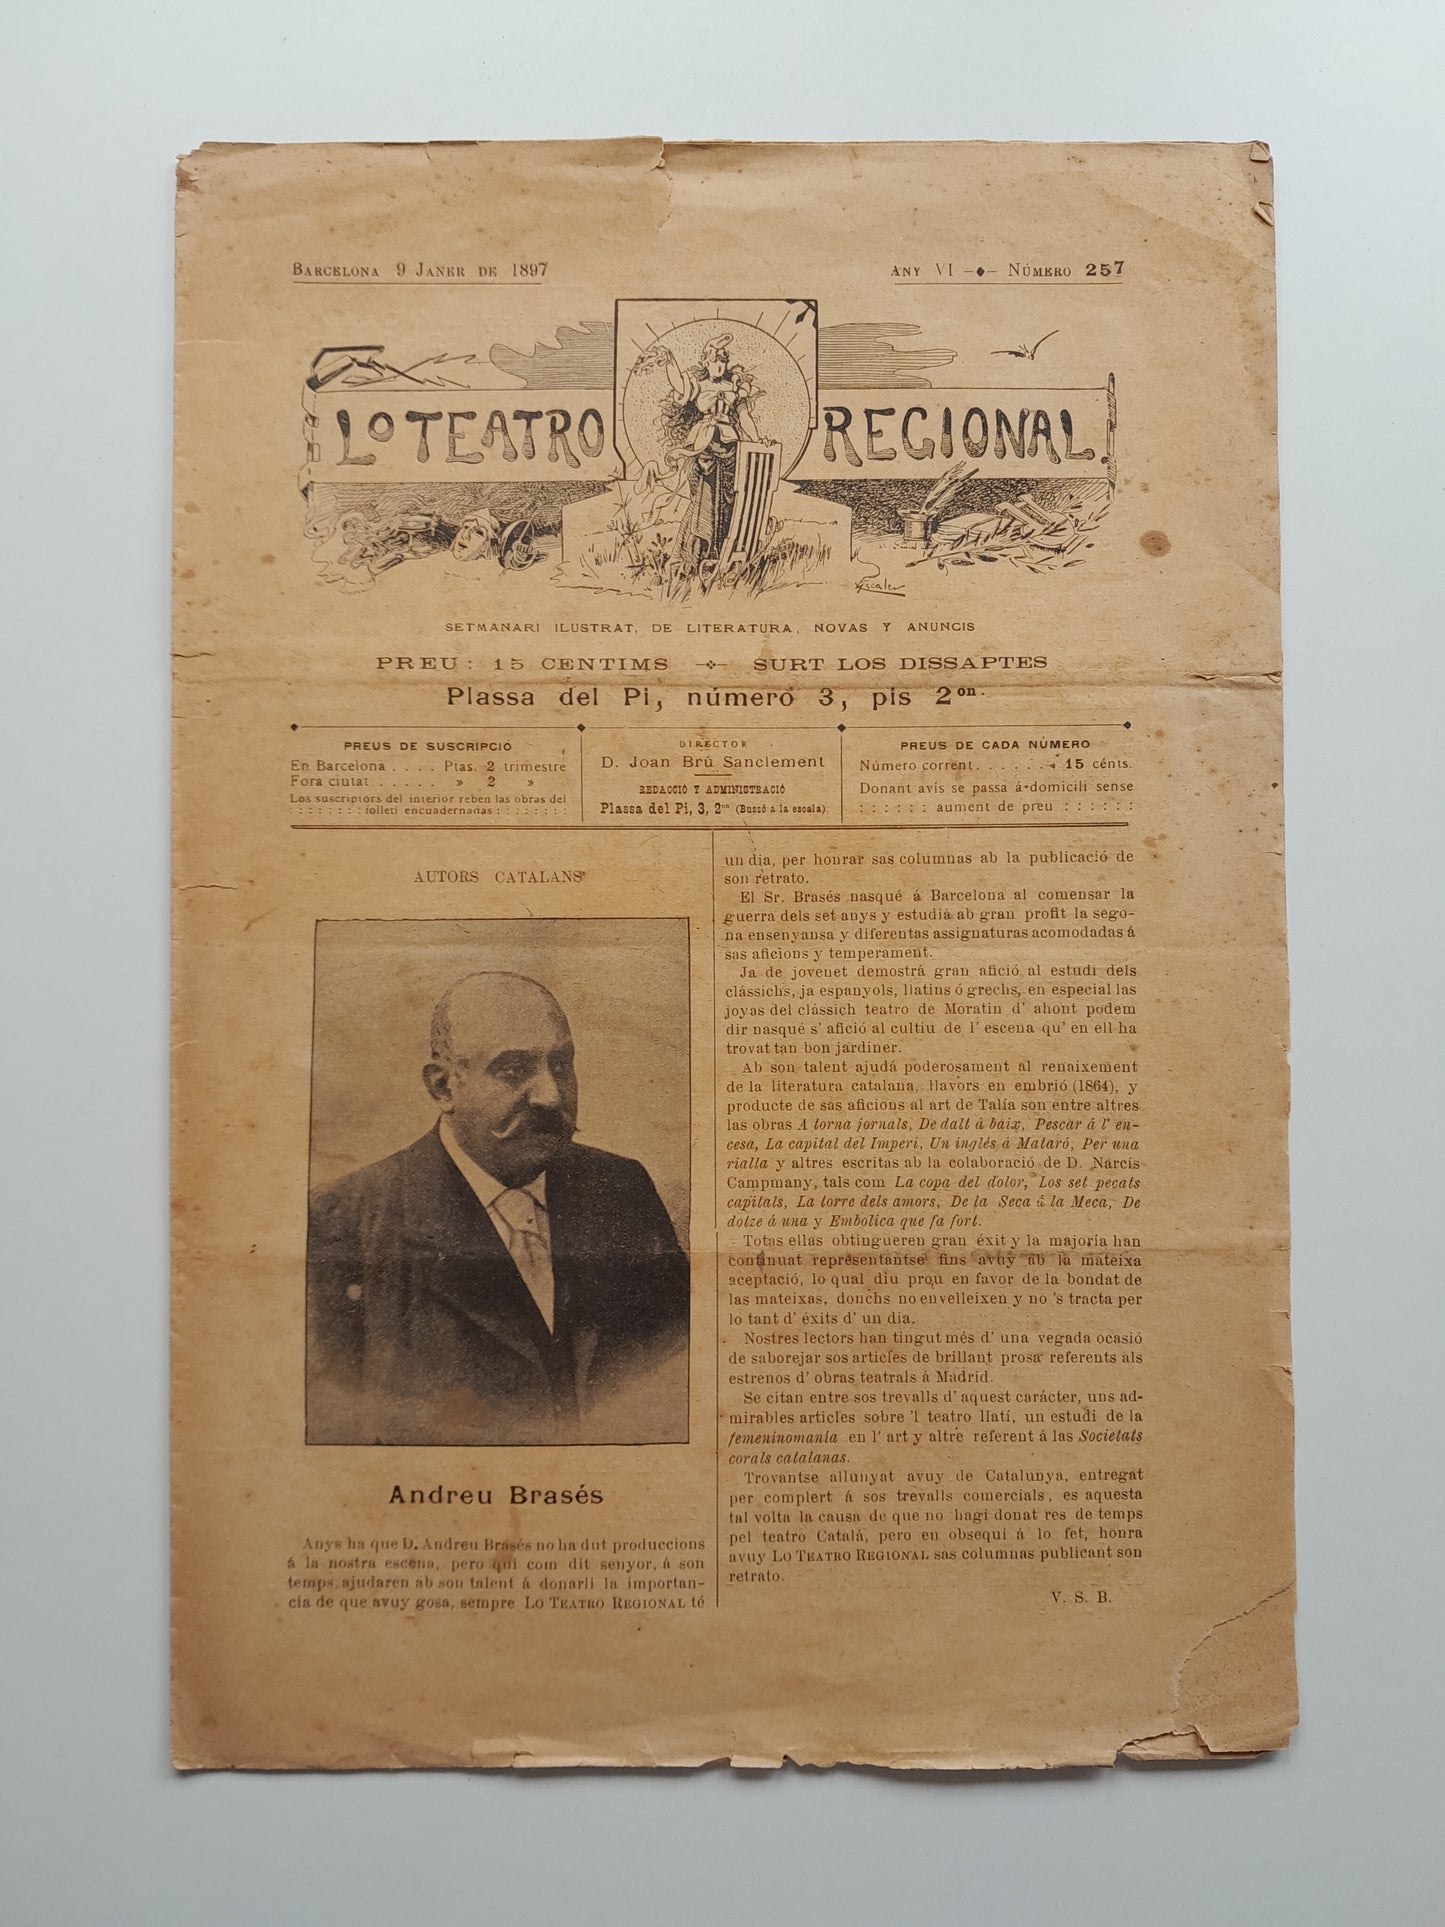 BARCELONA 9 JANER DE 1897
ANY VI —◆— NÚMERO 257
LO TEATRO REGIONAL.
Escaler
SETMANARI ILUSTRAT, DE LITERATURA, NOVAS Y ANUNCIS
PREU: 15 CENTIMS —❖— SURT LOS DISSAPTES
Plassa del Pi, número 3, pis 2on.
PREUS DE SUSCRIPCIÓ
En Barcelona . . . . Ptas. 2 trimestre
Fora ciutat . . . . . » 2 »
Los suscriptors del interior reben las obras del
: : : : : : : folletí encuadernadas : : : : : : : :
DIRECTOR
D. Joan Brú Sanclement
REDACCIÓ Y ADMINISTRACIÓ
Plassa del Pi, 3, 2on (Bussó a la escala)
PREUS DE CADA NÚMERO
Número corrent. . . . . . . 15 cénts.
Donant avís se passa á domicili sense
: : : : : : aument de preu : : : : : :
AUTORS CATALANS
Andreu Brasés
Anys ha que D. Andreu Brasés no ha dut produccions
á la nostra escena, pero qui com dit senyor, á son
temps ajudaren ab son talent á donarli la importan-
cia de que avuy gosa, sempre LO TEATRO REGIONAL té
un dia, per honrar sas columnas ab la publicació de
son retrato.
El Sr. Brasés nasqué á Barcelona al comensar la
guerra dels set anys y estudiá ab gran profit la sego-
na ensenyansa y diferentas assignaturas acomodadas á
sas aficions y temperament.
Ja de jovenet demostrá gran afició al estudi dels
clássichs, ja espanyols, llatins ó grechs, en especial las
joyas del clássich teatro de Moratin d' ahont podem
dir nasqué s' afició al cultiu de l' escena qu' en ell ha
trovat tan bon jardiner.
Ab son talent ajudá poderosament al renaixement
de la literatura catalana, llavors en embrió (1864), y
producte de sas aficions al art de Talía son entre altres
las obras A torna jornals, De dalt á baix, Pescar á l' en-
cesa, La capital del Imperi, Un inglés á Mataró, Per una
rialla y altres escritas ab la colaboració de D. Narcís
Campmany, tals com La copa del dolor, Los set pecats
capitals, La torre dels amors, De la Seca á la Meca, De
dotze á una y Embolica que fa fort.
Totas ellas obtingueren gran éxit y la majoría han
continuat representantse fins avuy ab la mateixa
aceptació, lo qual diu prou en favor de la bondat de
las mateixas, donchs no envelleixen y no 's tracta per
lo tant d' éxits d' un dia.
Nostres lectors han tingut més d' una vegada ocasió
de saborejar sos articles de brillant prosa referents als
estrenos d' obras teatrals á Madrid.
Se citan entre sos trevalls d' aquest carácter, uns ad-
mirables articles sobre 'l teatro llatí, un estudi de la
femeninomanía en l' art y altre referent á las Societats
corals catalanas.
Trovantse allunyat avuy de Catalunya, entregat
per complert á sos trevalls comercials, es aquesta
tal volta la causa de que no hagi donat res de temps
pel teatro Catalá, pero en obsequi á lo fet, honra
avuy LO TEATRO REGIONAL sas columnas publicant son
retrato.
V. S. B.